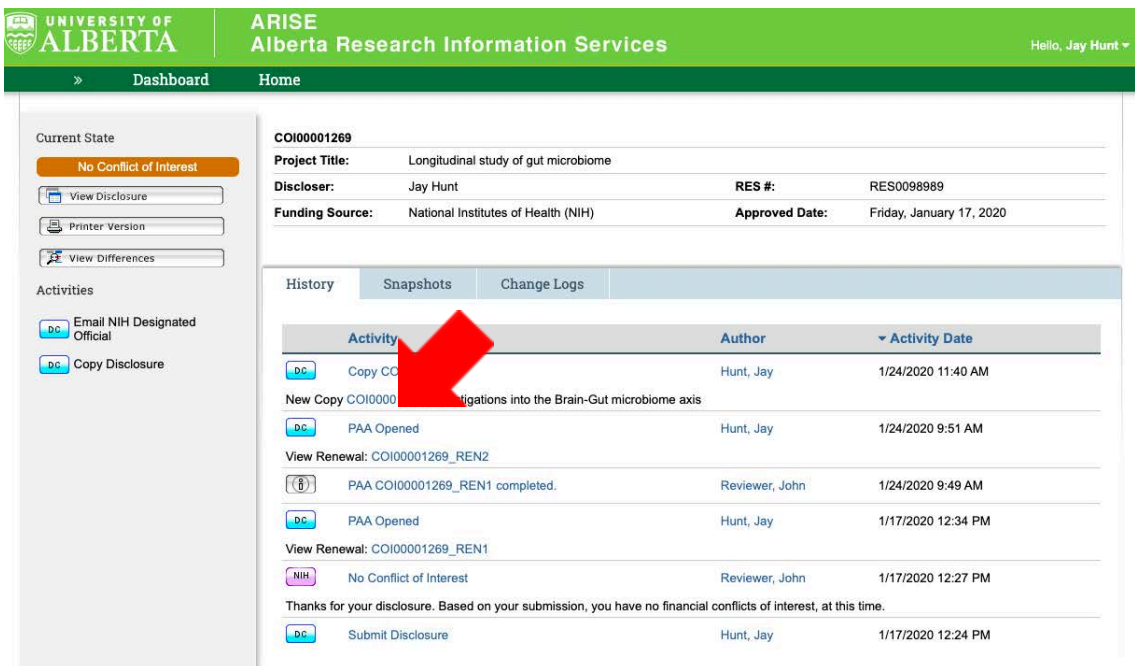 UNIVERSITY OF
ALBERTA
ARISE
Alberta Research Information Services
Hello, Jay Hunt
» Dashboard Home
Current State
No Conflict of Interest
View Disclosure
Printer Version
View Differences
Activities
DC Email NIH Designated
Official
DC Copy Disclosure
COI00001269
Project Title: Longitudinal study of gut microbiome
Discloser: Jay Hunt RES #: RES0098989
Funding Source: National Institutes of Health (NIH) Approved Date: Friday, January 17, 2020
History Snapshots Change Logs
Activity Author Activity Date
DC Copy Hunt, Jay 1/24/2020 11:40 AM
New Copy into the Brain-Gut microbiome axis
DC PAA Opened Hunt, Jay 1/24/2020 9:51 AM
View Renewal: COI00001269_REN2
PAA COI00001269_REN1 completed. Reviewer, John 1/24/2020 9:49 AM
DC PAA Opened Hunt, Jay 1/17/2020 12:34 PM
View Renewal: COI00001269_REN1
NIH No Conflict of Interest Reviewer, John 1/17/2020 12:27 PM
Thanks for your disclosure. Based on your submission, you have no financial conflicts of interest, at this time.
DC Submit Disclosure Hunt, Jay 1/17/2020 12:24 PM